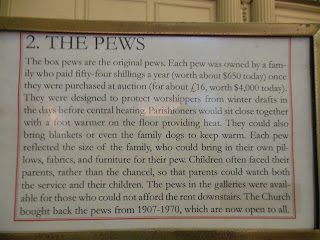 2. THE PEWS
The box pews are the original pews. Each pew was owned by a fam-
ily who paid fifty-four shillings a year (worth about $650 today) once
they were purchased at auction (for about £16, worth $4,000 today).
They were designed to protect worshippers from winter drafts in
the days before central heating. Parishioners would sit close together
with a foot warmer on the floor providing heat. They could also
bring blankets or even the family dogs to keep warm. Each pew
reflected the size of the family, who could bring in their own pil-
lows, fabrics, and furniture for their pew. Children often faced their
parents, rather than the chancel, so that parents could watch both
the service and their children. The pews in the galleries were avail-
able for those who could not afford the rent downstairs. The Church
bought back the pews from 1907-1970, which are now open to all.